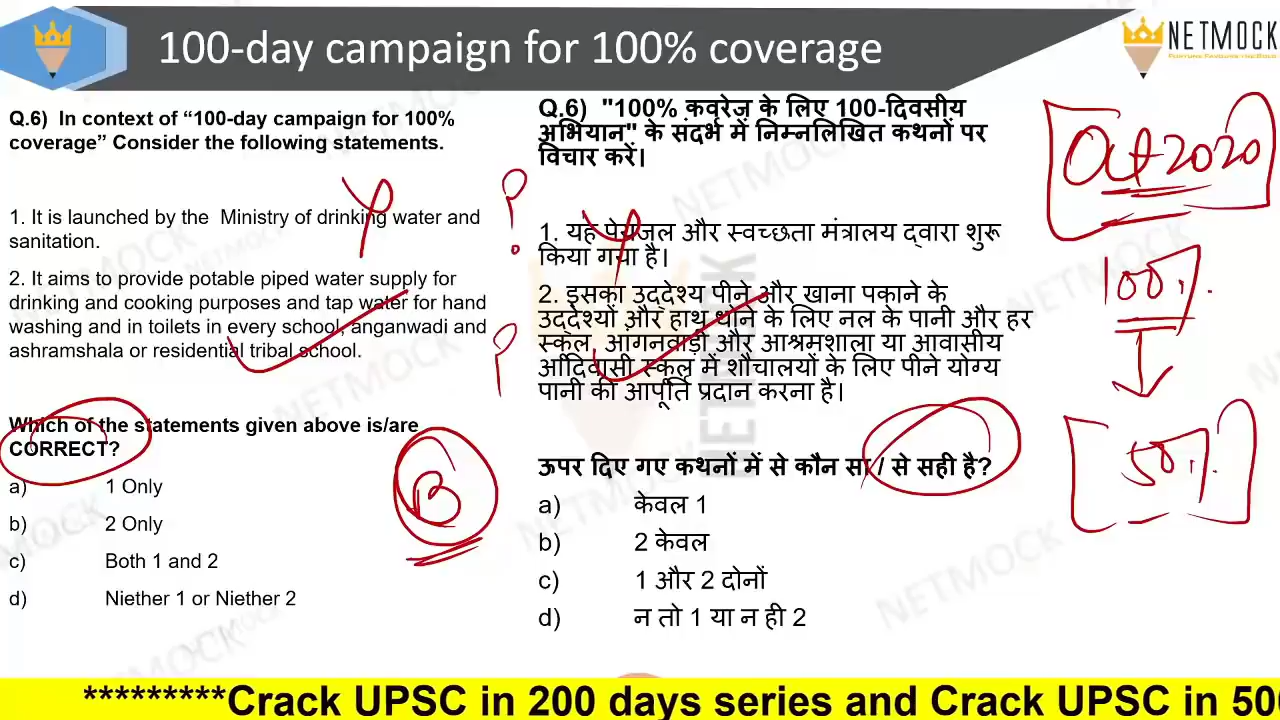 100-day campaign for 100% coverage
NETMOCK
Q.6) In context of “100-day campaign for 100%
coverage” Consider the following statements.
1. It is launched by the Ministry of drinking water and
sanitation.
2. It aims to provide potable piped water supply for
drinking and cooking purposes and tap water for hand
washing and in toilets in every school, anganwadi and
ashramshala or residential tribal school.
Which of the statements given above is/are
CORRECT?
a) 1 Only
b) 2 Only
c) Both 1 and 2
d) Niether 1 or Niether 2
B
Q.6) "100% कवरेज़ के लिए 100-दिवसीय
अभियान" के संदर्भ में निम्नलिखित कथनों पर
विचार करें।
1. यह पेयजल और स्वच्छता मंत्रालय द्वारा शुरू
किया गया है।
2. इसका उद्देश्य पीने और खाना पकाने के
उद्देश्यों और हाथ धोने के लिए नल के पानी और हर
स्कूल, आंगनवाड़ी और आश्रमशाला या आवासीय
आदिवासी स्कूल में शौचालयों के लिए पीने योग्य
पानी की आपूर्ति प्रदान करना है।
ऊपर दिए गए कथनों में से कौन सा / से सही है?
a) केवल 1
b) 2 केवल
c) 1 और 2 दोनों
d) न तो 1 या न ही 2
Oct 2020
100%.
50%.
*********Crack UPSC in 200 days series and Crack UPSC in 500